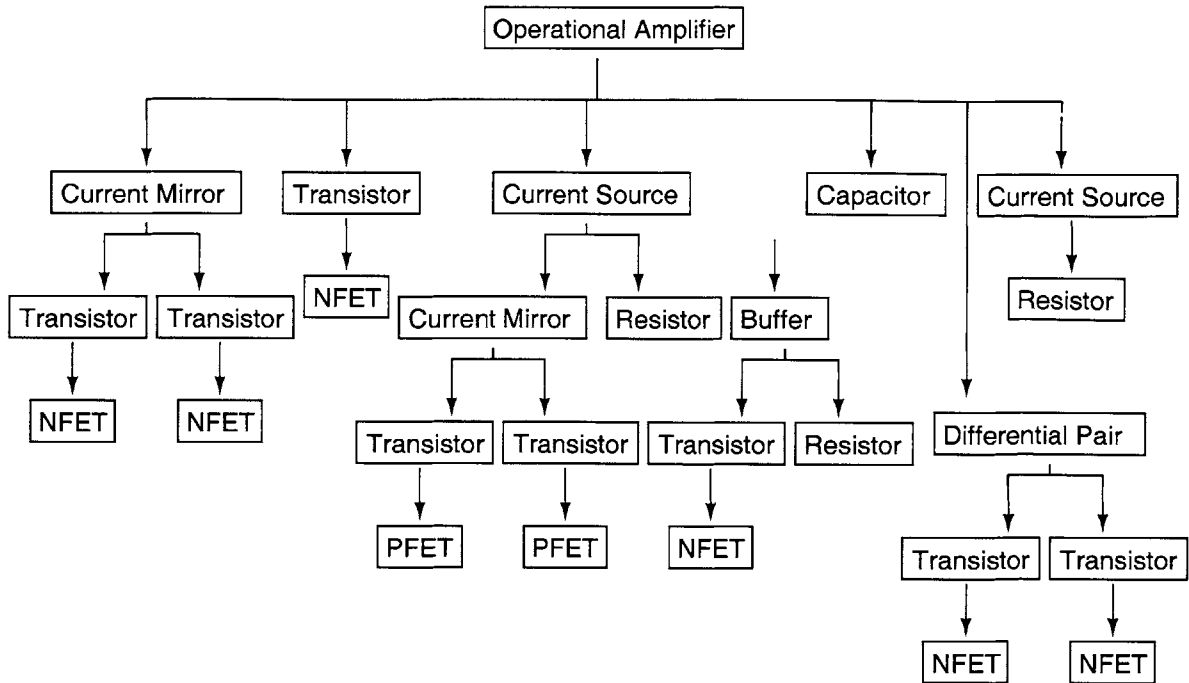 Operational Amplifier
Current Mirror
Transistor
Current Source
Capacitor
Current Source
Transistor
Transistor
NFET
Current Mirror
Resistor
Buffer
Resistor
NFET
NFET
Transistor
Transistor
Transistor
Resistor
Differential Pair
PFET
PFET
NFET
Transistor
Transistor
NFET
NFET